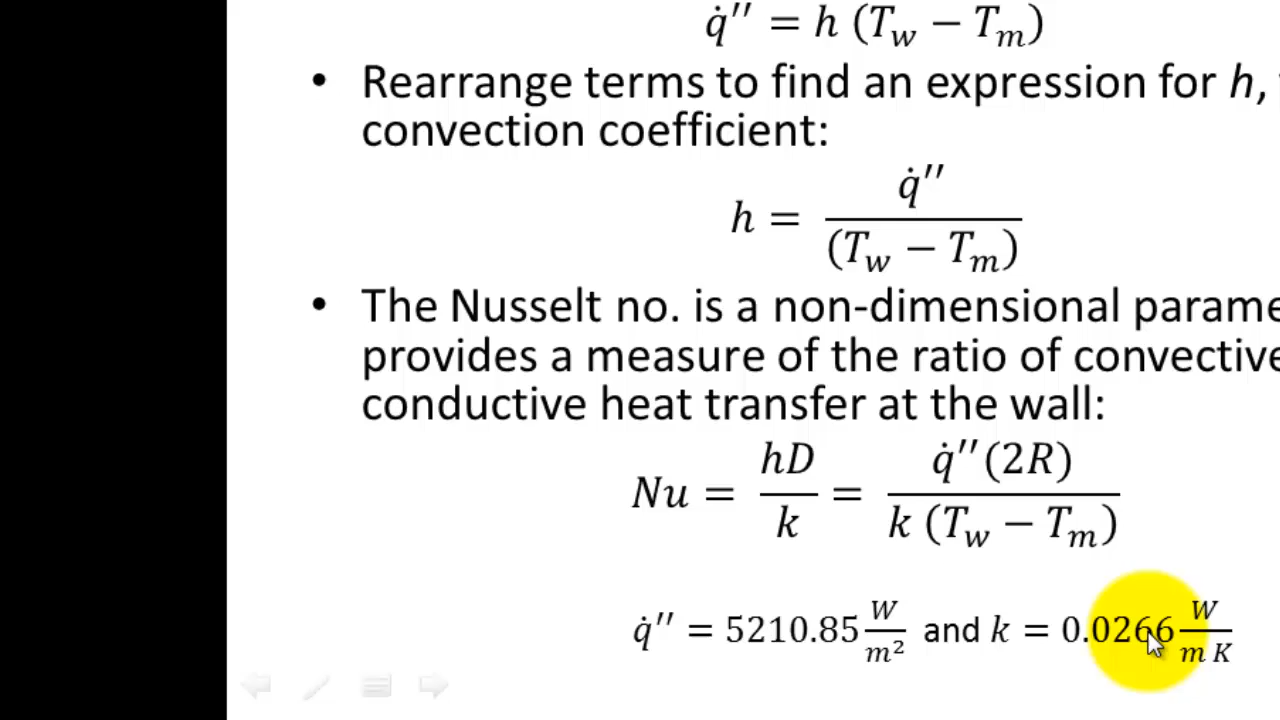 q̇″ = h (T_w − T_m)
• Rearrange terms to find an expression for h,
convection coefficient:
h = q̇″ / (T_w − T_m)
• The Nusselt no. is a non-dimensional
provides a measure of the ratio of convective
conductive heat transfer at the wall:
Nu = hD / k = q̇″(2R) / k (T_w − T_m)
q̇″ = 5210.85 W/m² and k = 0.0266 W/m K